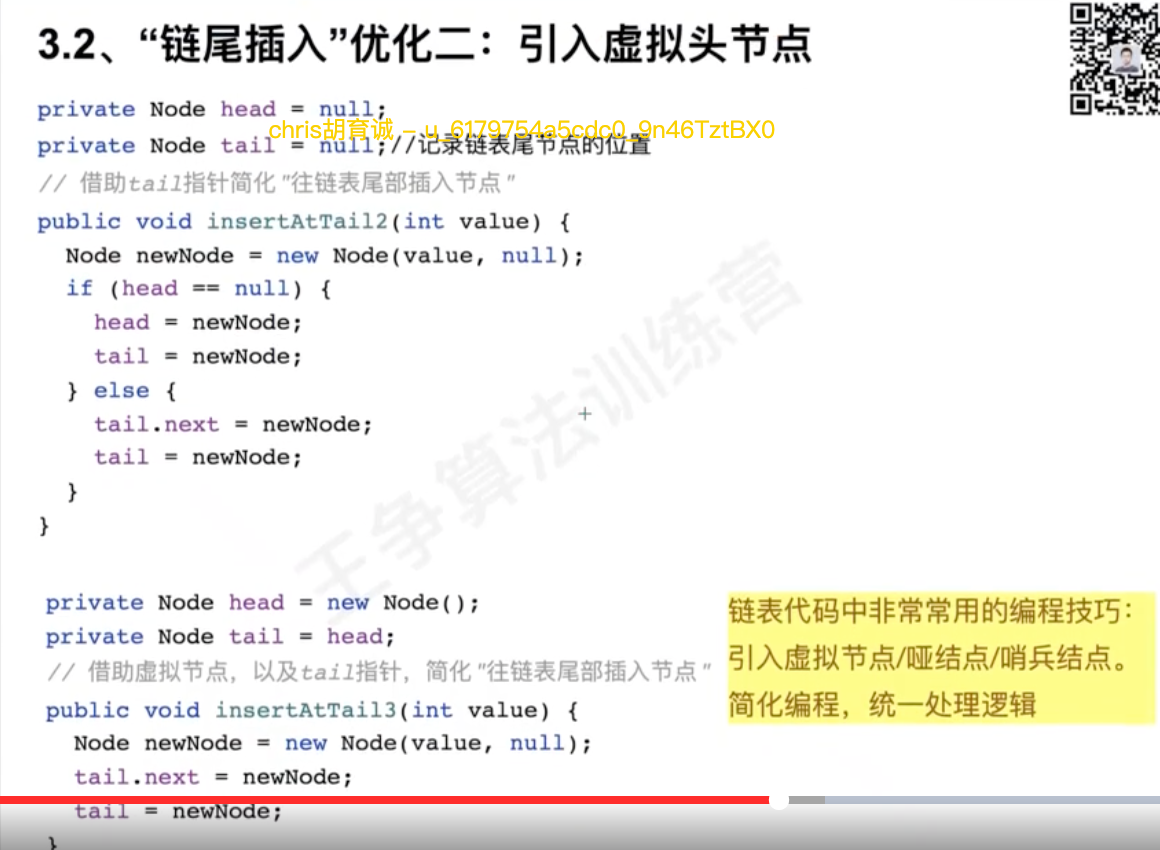 3.2、“链尾插入”优化二：引入虚拟头节点
private Node head = null;
chris胡育诚 - u_6179754a5cdc0_9n46TztBX0
private Node tail = null;//记录链表尾节点的位置
// 借助tail指针简化"往链表尾部插入节点"
public void insertAtTail2(int value) {
Node newNode = new Node(value, null);
if (head == null) {
head = newNode;
tail = newNode;
} else {
tail.next = newNode;
tail = newNode;
}
}
王争算法训练营
private Node head = new Node();
private Node tail = head;
// 借助虚拟节点，以及tail指针，简化"往链表尾部插入节点"
public void insertAtTail3(int value) {
Node newNode = new Node(value, null);
tail.next = newNode;
tail = newNode;
}
链表代码中非常常用的编程技巧：
引入虚拟节点/哑结点/哨兵结点。
简化编程，统一处理逻辑